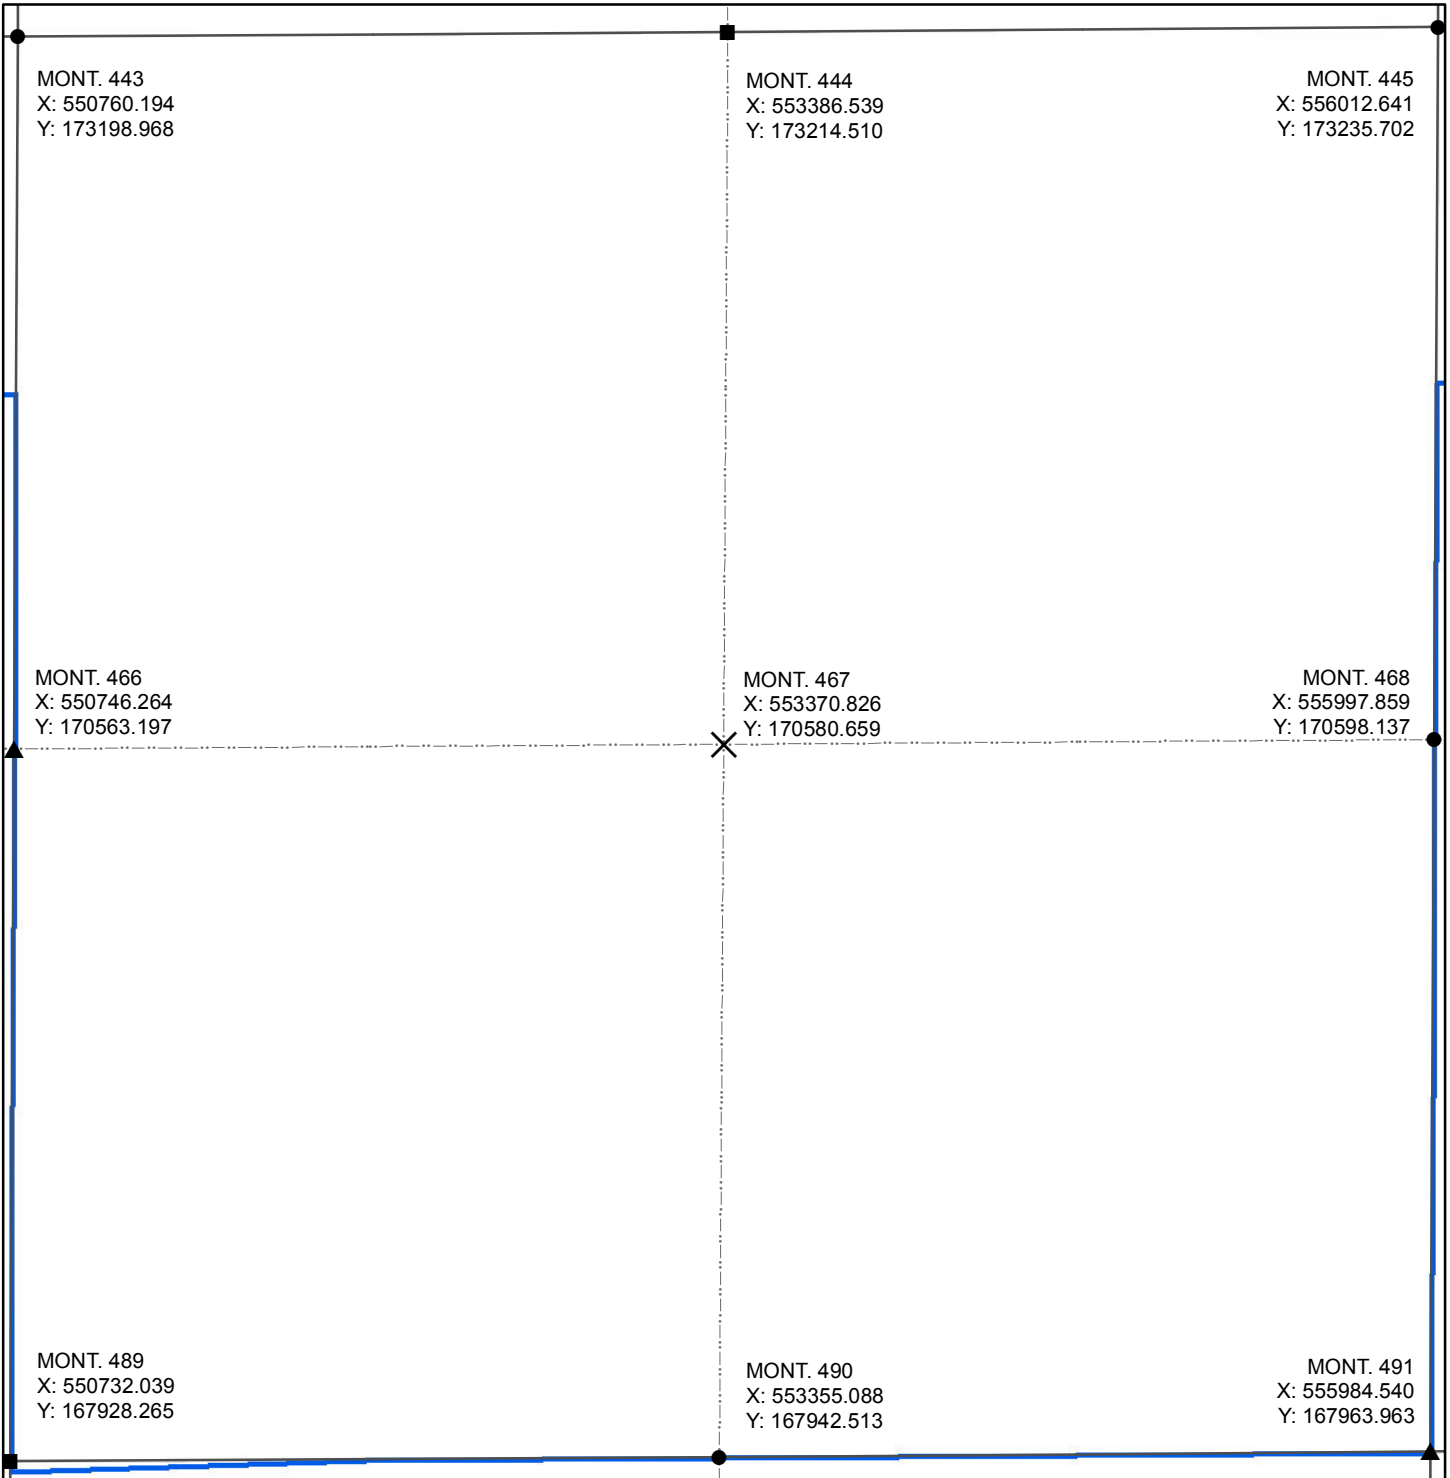 MONT. 443
X: 550760.194
Y: 173198.968
MONT. 444
X: 553386.539
Y: 173214.510
MONT. 445
X: 556012.641
Y: 173235.702
MONT. 466
X: 550746.264
Y: 170563.197
MONT. 467
X: 553370.826
Y: 170580.659
MONT. 468
X: 555997.859
Y: 170598.137
MONT. 489
X: 550732.039
Y: 167928.265
MONT. 490
X: 553355.088
Y: 167942.513
MONT. 491
X: 555984.540
Y: 167963.963